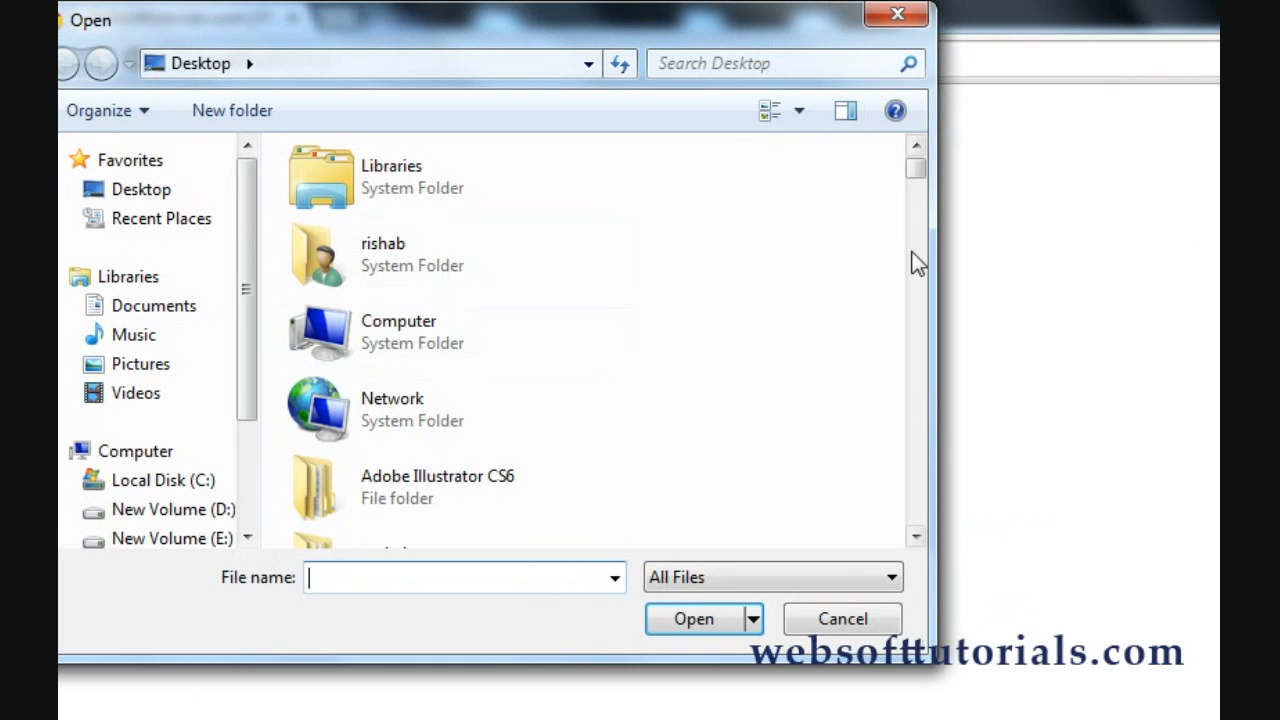 Open
Desktop
Search Desktop
Organize
New folder
Favorites
Desktop
Recent Places
Libraries
Documents
Music
Pictures
Videos
Computer
Local Disk (C:)
New Volume (D:)
New Volume (E:)
Libraries
System Folder
rishab
System Folder
Computer
System Folder
Network
System Folder
Adobe Illustrator CS6
File folder
File name:
All Files
Open
Cancel
websofttutorials.com